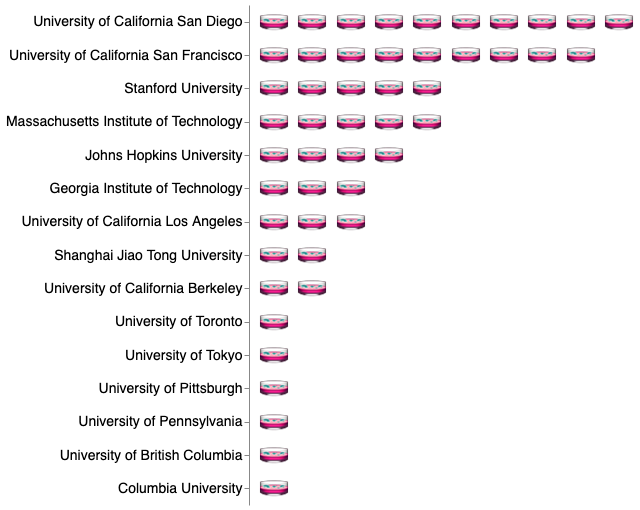 University of California San Diego
University of California San Francisco
Stanford University
Massachusetts Institute of Technology
Johns Hopkins University
Georgia Institute of Technology
University of California Los Angeles
Shanghai Jiao Tong University
University of California Berkeley
University of Toronto
University of Tokyo
University of Pittsburgh
University of Pennsylvania
University of British Columbia
Columbia University